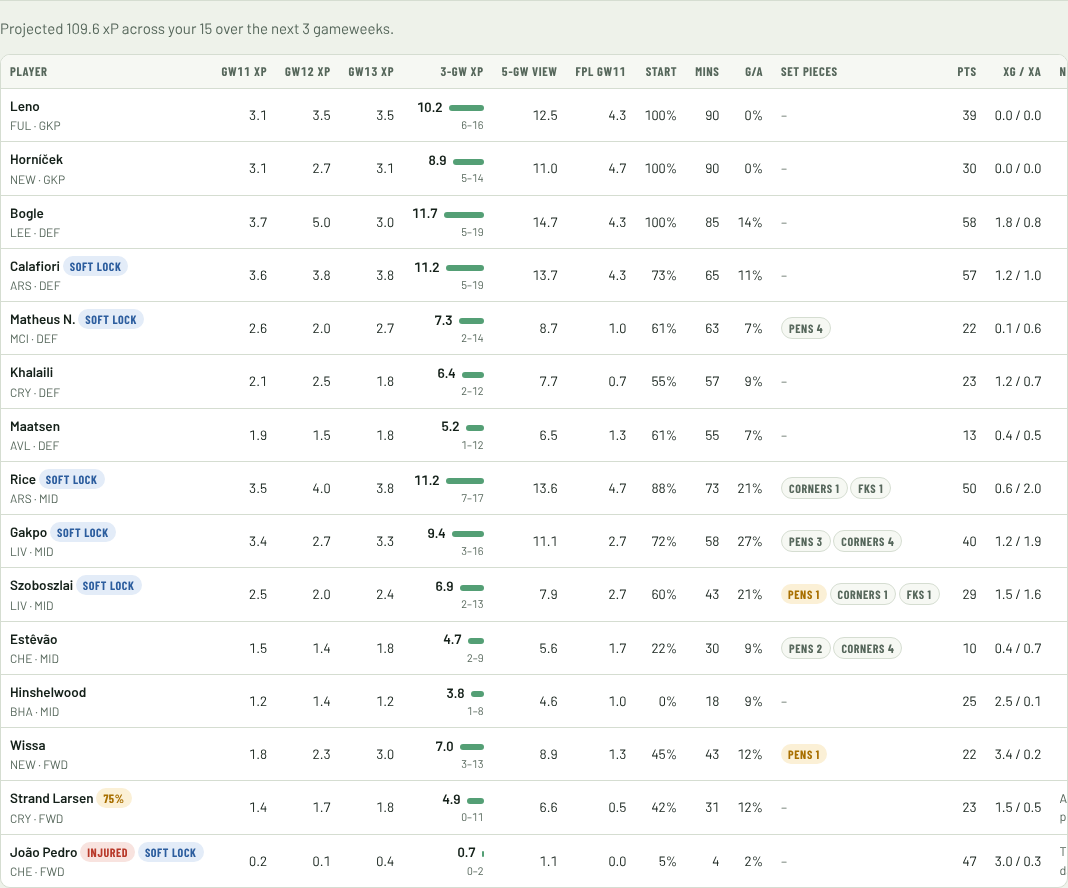 Projected 109.6 xP across your 15 over the next 3 gameweeks.
PLAYER GW11 XP GW12 XP GW13 XP 3-GW XP 5-GW VIEW FPL GW11 START MINS G/A SET PIECES PTS XG / XA N
Leno
3.1 3.5 3.5 10.2 12.5 4.3 100% 90 0% – 39 0.0 / 0.0
FUL · GKP 6–16
Horníček
3.1 2.7 3.1 8.9 11.0 4.7 100% 90 0% – 30 0.0 / 0.0
NEW · GKP 5–14
Bogle
3.7 5.0 3.0 11.7 14.7 4.3 100% 85 14% – 58 1.8 / 0.8
LEE · DEF 5–19
Calafiori SOFT LOCK
3.6 3.8 3.8 11.2 13.7 4.3 73% 65 11% – 57 1.2 / 1.0
ARS · DEF 5–19
Matheus N. SOFT LOCK
2.6 2.0 2.7 7.3 8.7 1.0 61% 63 7% PENS 4 22 0.1 / 0.6
MCI · DEF 2–14
Khalaili
2.1 2.5 1.8 6.4 7.7 0.7 55% 57 9% – 23 1.2 / 0.7
CRY · DEF 2–12
Maatsen
1.9 1.5 1.8 5.2 6.5 1.3 61% 55 7% – 13 0.4 / 0.5
AVL · DEF 1–12
Rice SOFT LOCK
3.5 4.0 3.8 11.2 13.6 4.7 88% 73 21% CORNERS 1 FKS 1 50 0.6 / 2.0
ARS · MID 7–17
Gakpo SOFT LOCK
3.4 2.7 3.3 9.4 11.1 2.7 72% 58 27% PENS 3 CORNERS 4 40 1.2 / 1.9
LIV · MID 3–16
Szoboszlai SOFT LOCK
2.5 2.0 2.4 6.9 7.9 2.7 60% 43 21% PENS 1 CORNERS 1 FKS 1 29 1.5 / 1.6
LIV · MID 2–13
Estêvão
1.5 1.4 1.8 4.7 5.6 1.7 22% 30 9% PENS 2 CORNERS 4 10 0.4 / 0.7
CHE · MID 2–9
Hinshelwood
1.2 1.4 1.2 3.8 4.6 1.0 0% 18 9% – 25 2.5 / 0.1
BHA · MID 1–8
Wissa
1.8 2.3 3.0 7.0 8.9 1.3 45% 43 12% PENS 1 22 3.4 / 0.2
NEW · FWD 3–13
Strand Larsen 75% A
1.4 1.7 1.8 4.9 6.6 0.5 42% 31 12% – 23 1.5 / 0.5
CRY · FWD 0–11 p
João Pedro INJURED SOFT LOCK T
0.2 0.1 0.4 0.7 1.1 0.0 5% 4 2% – 47 3.0 / 0.3
CHE · FWD 0–2 d